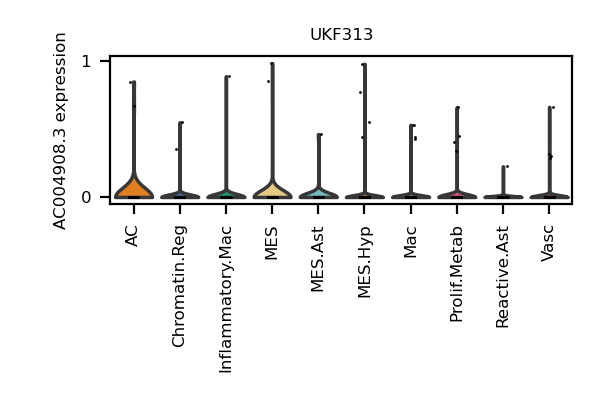 UKF313
AC004908.3 expression
1
0
AC
Chromatin.Reg
Inflammatory.Mac
MES
MES.Ast
MES.Hyp
Mac
Prolif.Metab
Reactive.Ast
Vasc